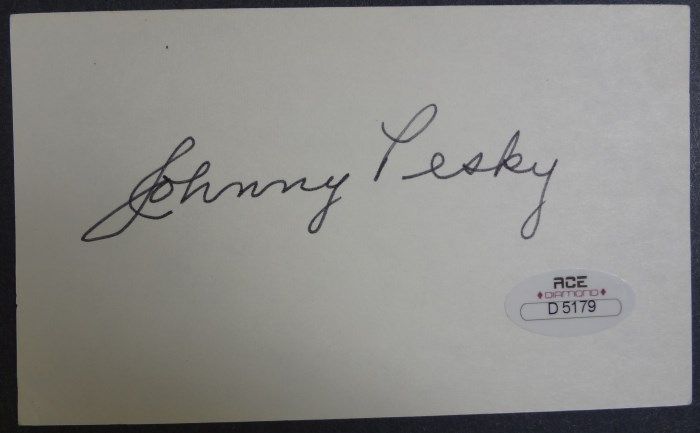 Johnny Pesky
ACE
DIAMOND
D 5179